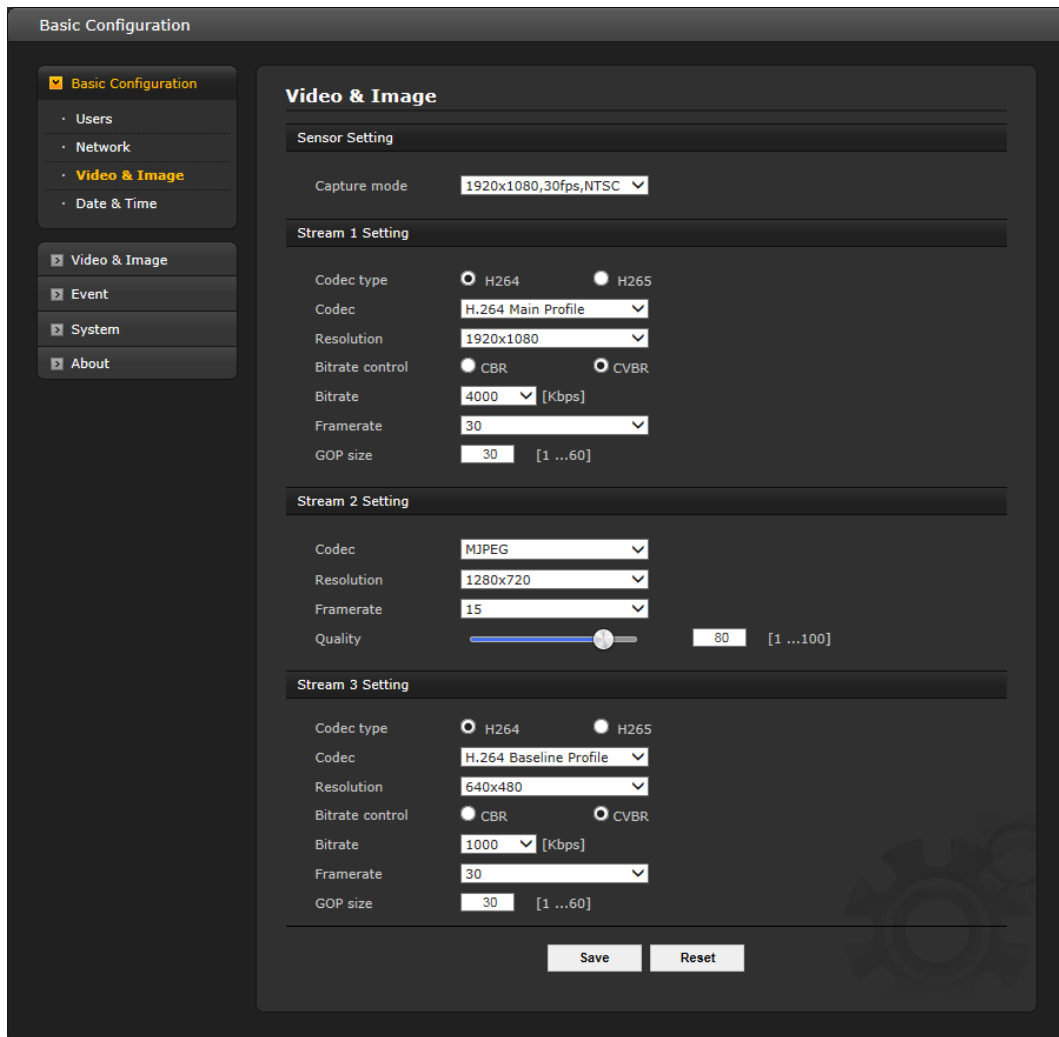 Basic Configuration
Basic Configuration
· Users
· Network
· Video & Image
· Date & Time
Video & Image
Event
System
About
Video & Image
Sensor Setting
Capture mode 1920x1080,30fps,NTSC
Stream 1 Setting
Codec type H264 H265
Codec H.264 Main Profile
Resolution 1920x1080
Bitrate control CBR CVBR
Bitrate 4000 [Kbps]
Framerate 30
GOP size 30 [1 ...60]
Stream 2 Setting
Codec MJPEG
Resolution 1280x720
Framerate 15
Quality 80 [1 ...100]
Stream 3 Setting
Codec type H264 H265
Codec H.264 Baseline Profile
Resolution 640x480
Bitrate control CBR CVBR
Bitrate 1000 [Kbps]
Framerate 30
GOP size 30 [1 ...60]
Save Reset